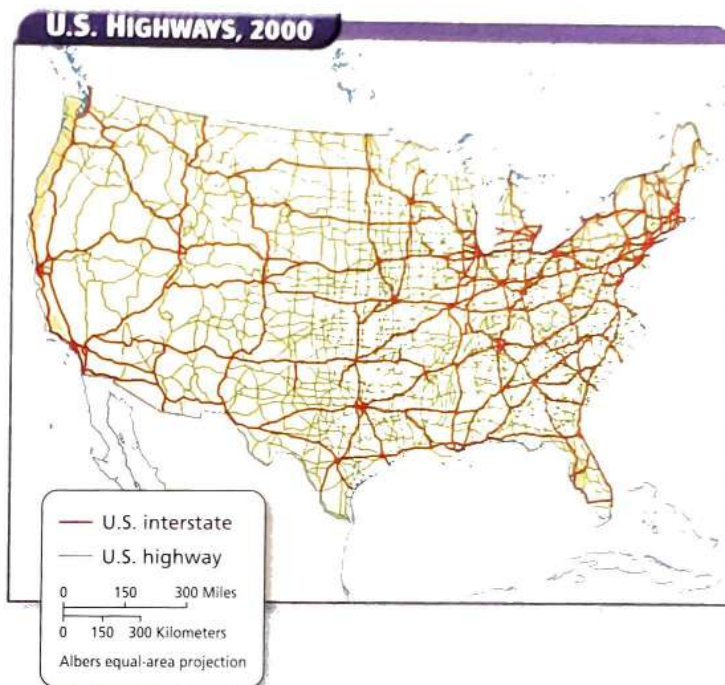 U.S. HIGHWAYS, 2000
U.S. interstate
U.S. highway
0 150 300 Miles
0 150 300 Kilometers
Albers equal-area projection